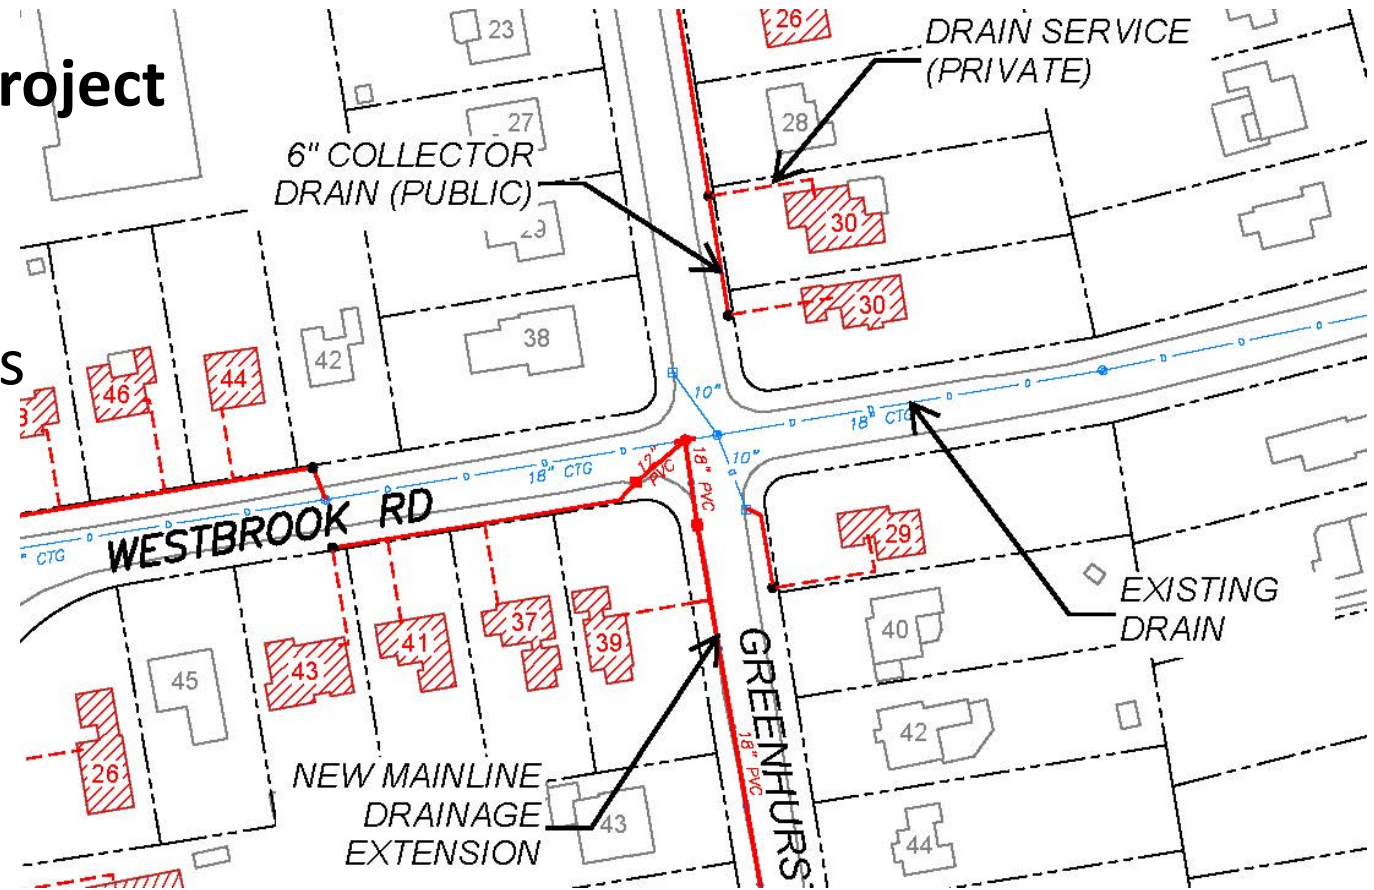 roject
s
23
26
DRAIN SERVICE
(PRIVATE)
27
28
6" COLLECTOR
DRAIN (PUBLIC)
29
30
30
38
42
44
46
10"
18" CTG
12"
PVC
18" PVC
10"
18" CTG
WESTBROOK RD
" CTG
29
EXISTING
DRAIN
40
37
39
41
43
45
GREENHURST
42
18" PVC
26
NEW MAINLINE
DRAINAGE
EXTENSION
43
44